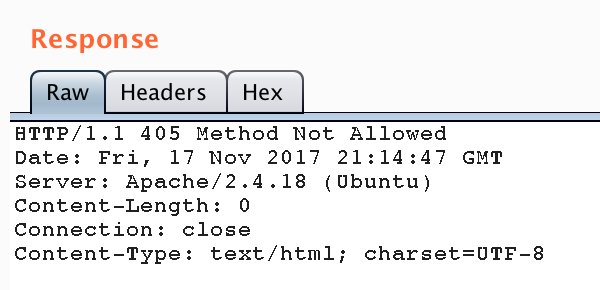 Response
Raw Headers Hex
HTTP/1.1 405 Method Not Allowed
Date: Fri, 17 Nov 2017 21:14:47 GMT
Server: Apache/2.4.18 (Ubuntu)
Content-Length: 0
Connection: close
Content-Type: text/html; charset=UTF-8